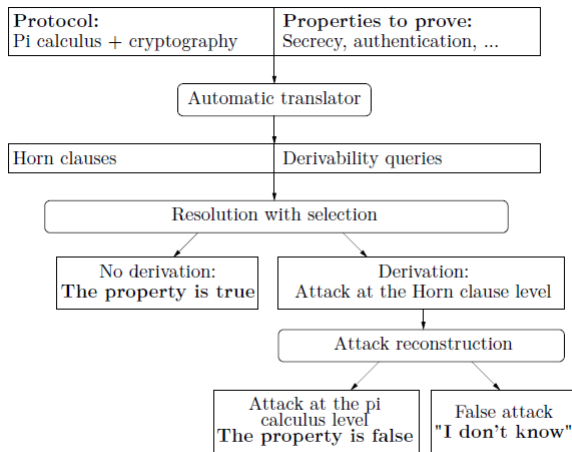 Protocol:
Pi calculus + cryptography
Properties to prove:
Secrecy, authentication, ...
Automatic translator
Horn clauses
Derivability queries
Resolution with selection
No derivation:
The property is true
Derivation:
Attack at the Horn clause level
Attack reconstruction
Attack at the pi
calculus level
The property is false
False attack
"I don't know"